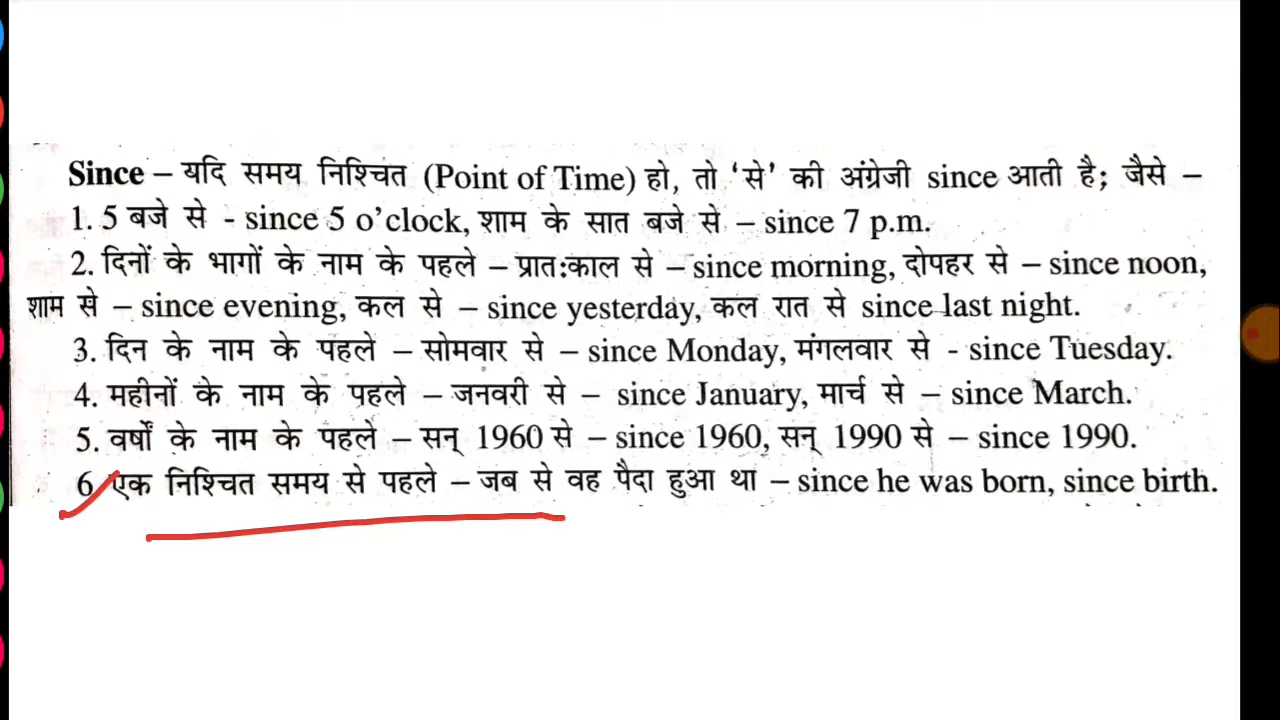 Since – यदि समय निश्चित (Point of Time) हो, तो ‘से’ की अंग्रेजी since आती है; जैसे –
1. 5 बजे से - since 5 o’clock, शाम के सात बजे से – since 7 p.m.
2. दिनों के भागों के नाम के पहले – प्रात:काल से – since morning, दोपहर से – since noon,
शाम से – since evening, कल से – since yesterday, कल रात से since last night.
3. दिन के नाम के पहले – सोमवार से – since Monday, मंगलवार से - since Tuesday.
4. महीनों के नाम के पहले – जनवरी से – since January, मार्च से – since March.
5. वर्षों के नाम के पहले – सन् 1960 से – since 1960, सन् 1990 से – since 1990.
6 एक निश्चित समय से पहले – जब से वह पैदा हुआ था – since he was born, since birth.